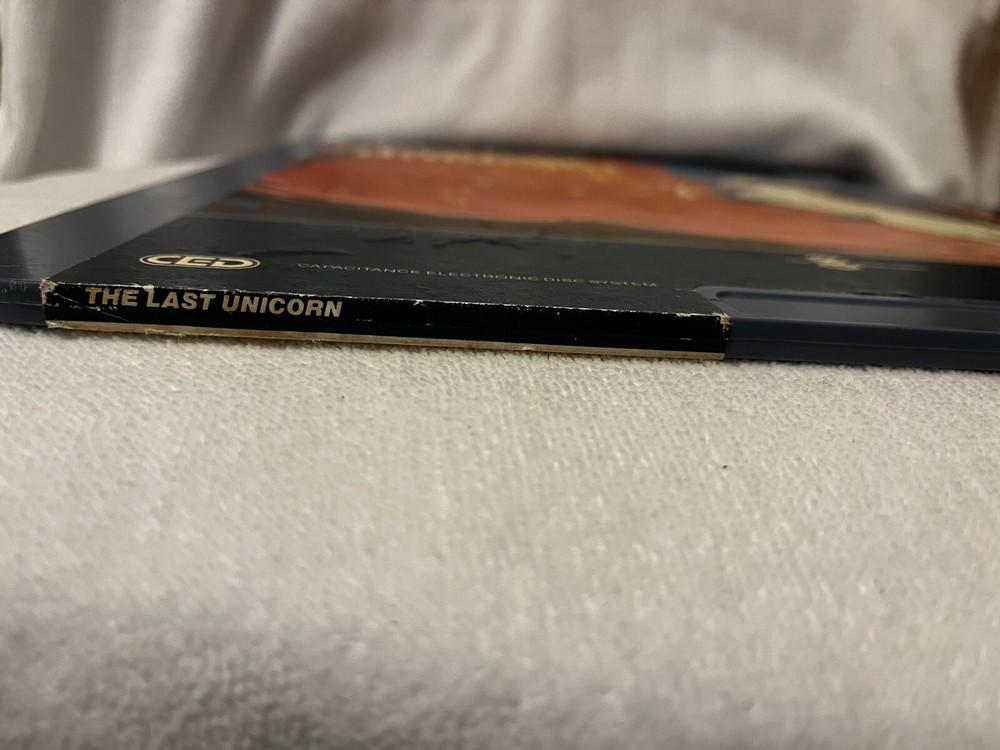 CED
CAPACITANCE ELECTRONIC DISC SYSTEM
THE LAST UNICORN